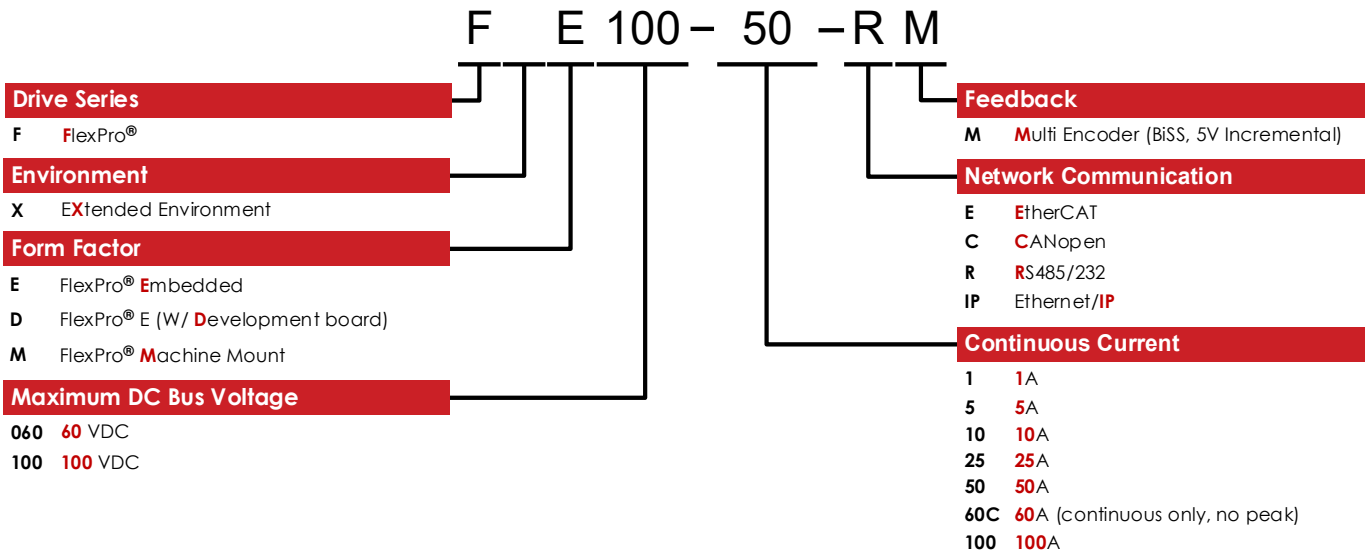 F E 100 – 50 – R M
Drive Series
F FlexPro®
Environment
X EXtended Environment
Form Factor
E FlexPro® Embedded
D FlexPro® E (W/ Development board)
M FlexPro® Machine Mount
Maximum DC Bus Voltage
060 60 VDC
100 100 VDC
Feedback
M Multi Encoder (BiSS, 5V Incremental)
Network Communication
E EtherCAT
C CANopen
R RS485/232
IP Ethernet/IP
Continuous Current
1 1A
5 5A
10 10A
25 25A
50 50A
60C 60A (continuous only, no peak)
100 100A